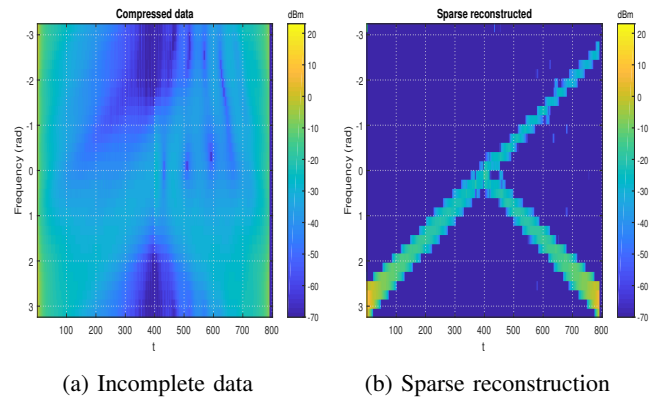 Compressed data
dBm
Frequency (rad)
-3
-2
-1
0
1
2
3
100 200 300 400 500 600 700 800
t
20
10
0
-10
-20
-30
-40
-50
-60
-70
(a) Incomplete data
Sparse reconstructed
dBm
Frequency (rad)
-3
-2
-1
0
1
2
3
100 200 300 400 500 600 700 800
t
20
10
0
-10
-20
-30
-40
-50
-60
-70
(b) Sparse reconstruction